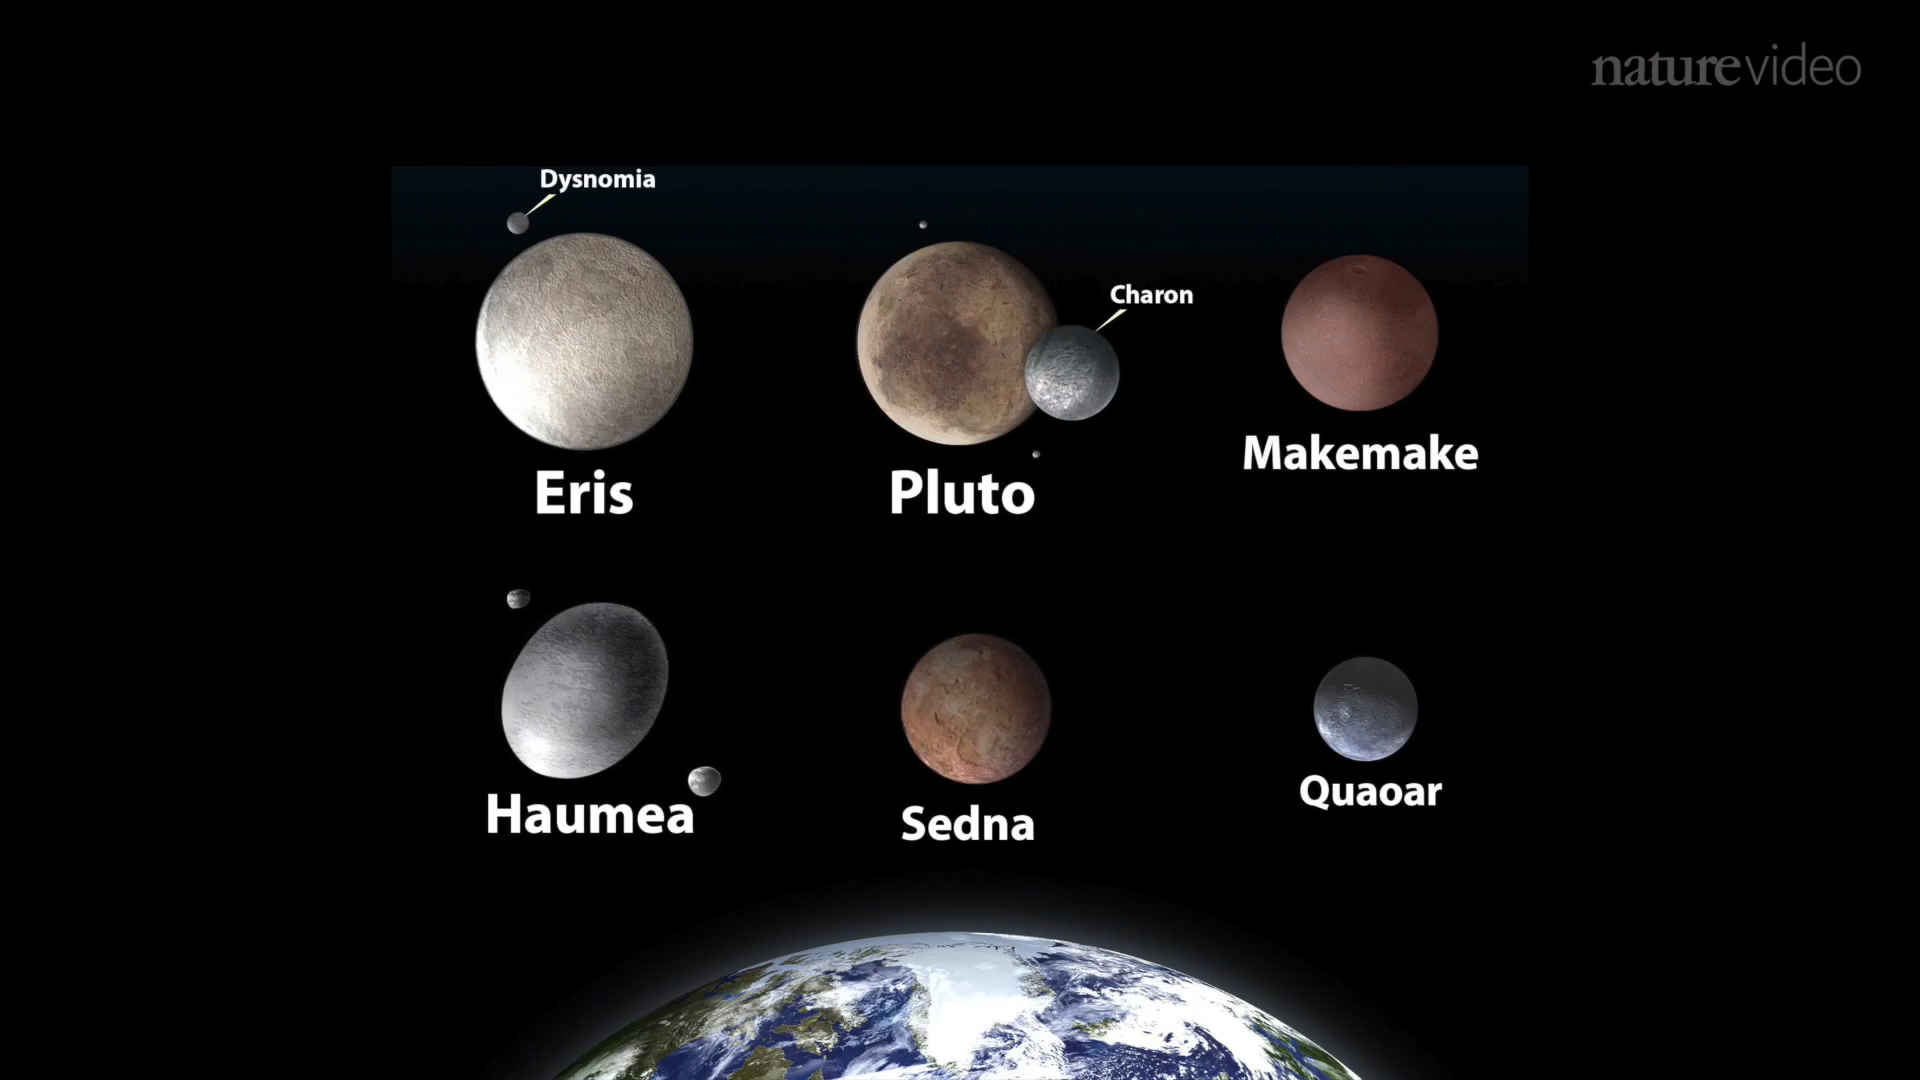 naturevideo
Dysnomia
Charon
Eris
Pluto
Makemake
Haumea
Sedna
Quaoar